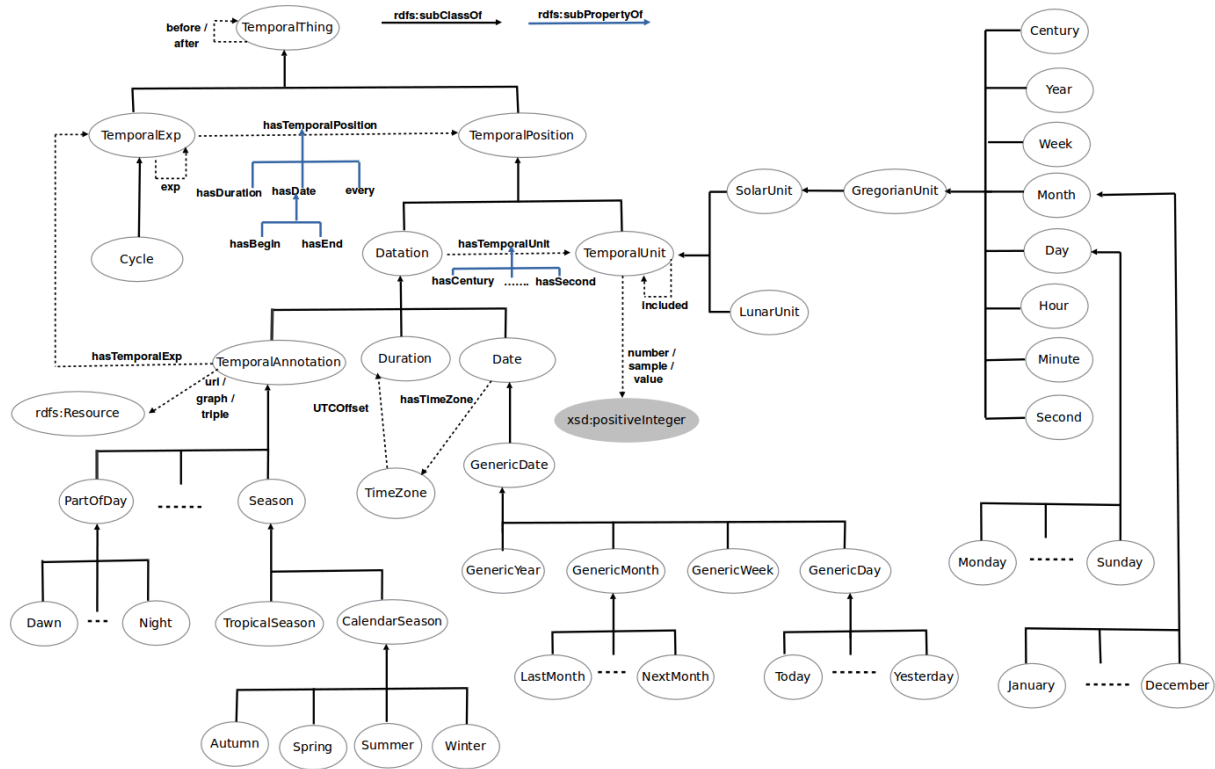 rdfs:subClassOf
rdfs:subPropertyOf
TemporalThing
before /
after
Century
Year
Week
Month
Day
Hour
Minute
Second
TemporalExp
hasTemporalPosition
TemporalPosition
exp
hasDuration
hasDate
every
hasBegin
hasEnd
SolarUnit
GregorianUnit
LunarUnit
Cycle
Datation
hasTemporalUnit
TemporalUnit
hasCentury
.......
hasSecond
included
hasTemporalExp
TemporalAnnotation
Duration
Date
number /
sample /
value
uri /
graph /
triple
rdfs:Resource
UTCOffset
hasTimeZone
xsd:positiveInteger
GenericDate
TimeZone
PartOfDay
Season
GenericYear
GenericMonth
GenericWeek
GenericDay
Monday
Sunday
Dawn
Night
TropicalSeason
CalendarSeason
LastMonth
NextMonth
Today
Yesterday
January
December
Autumn
Spring
Summer
Winter